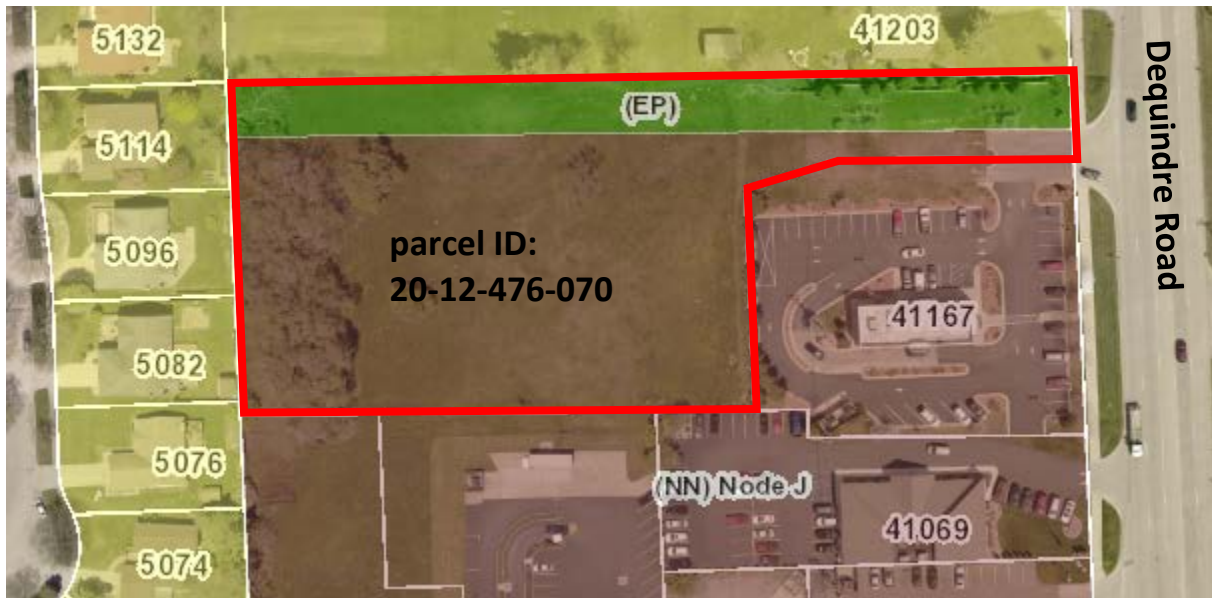 5132
41203
Dequindre Road
(EP)
5114
parcel ID:
20-12-476-070
5096
41167
5082
5076
(NN) Node J
41069
5074